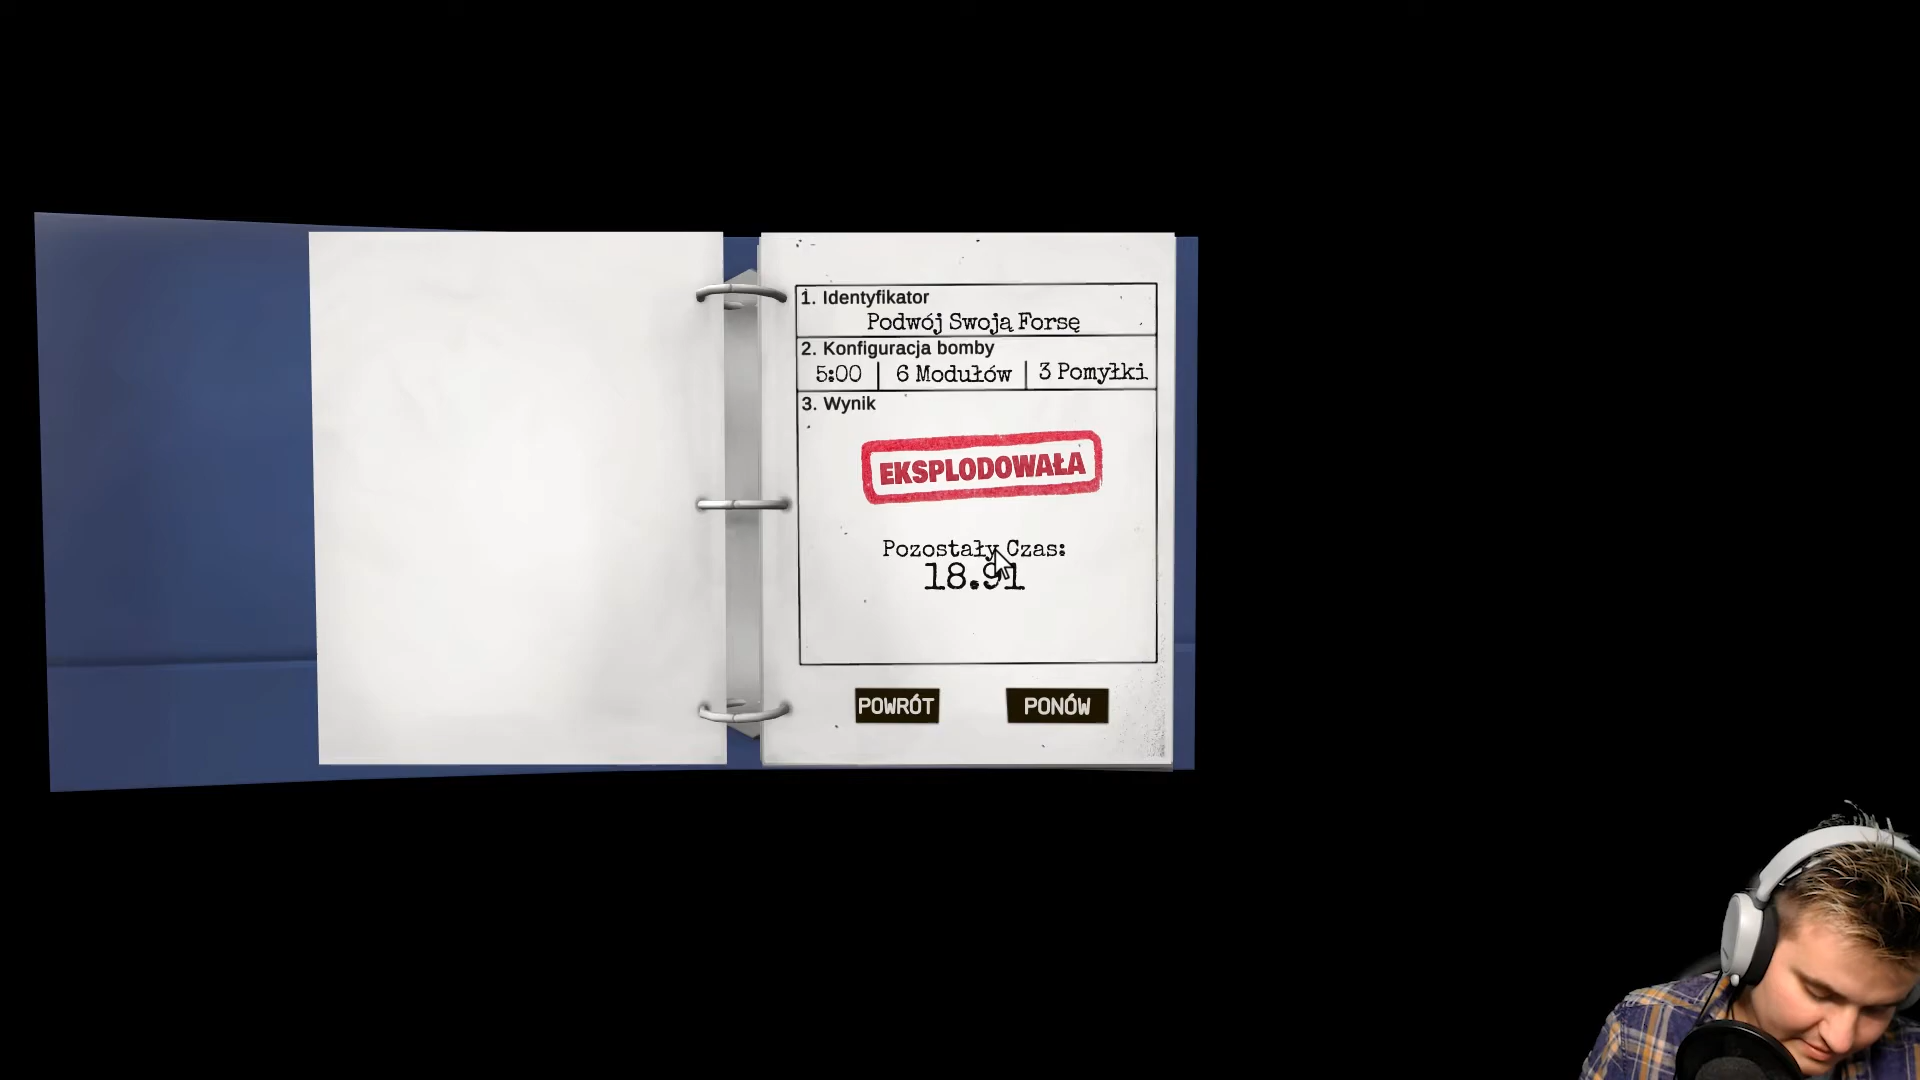 1. Identyfikator
Podwój Swoją Forsę
2. Konfiguracja bomby
5:00 | 6 Modułów | 3 Pomyłki
3. Wynik
EKSPLODOWAŁA
Pozostały Czas:
18.91
POWRÓT PONÓW